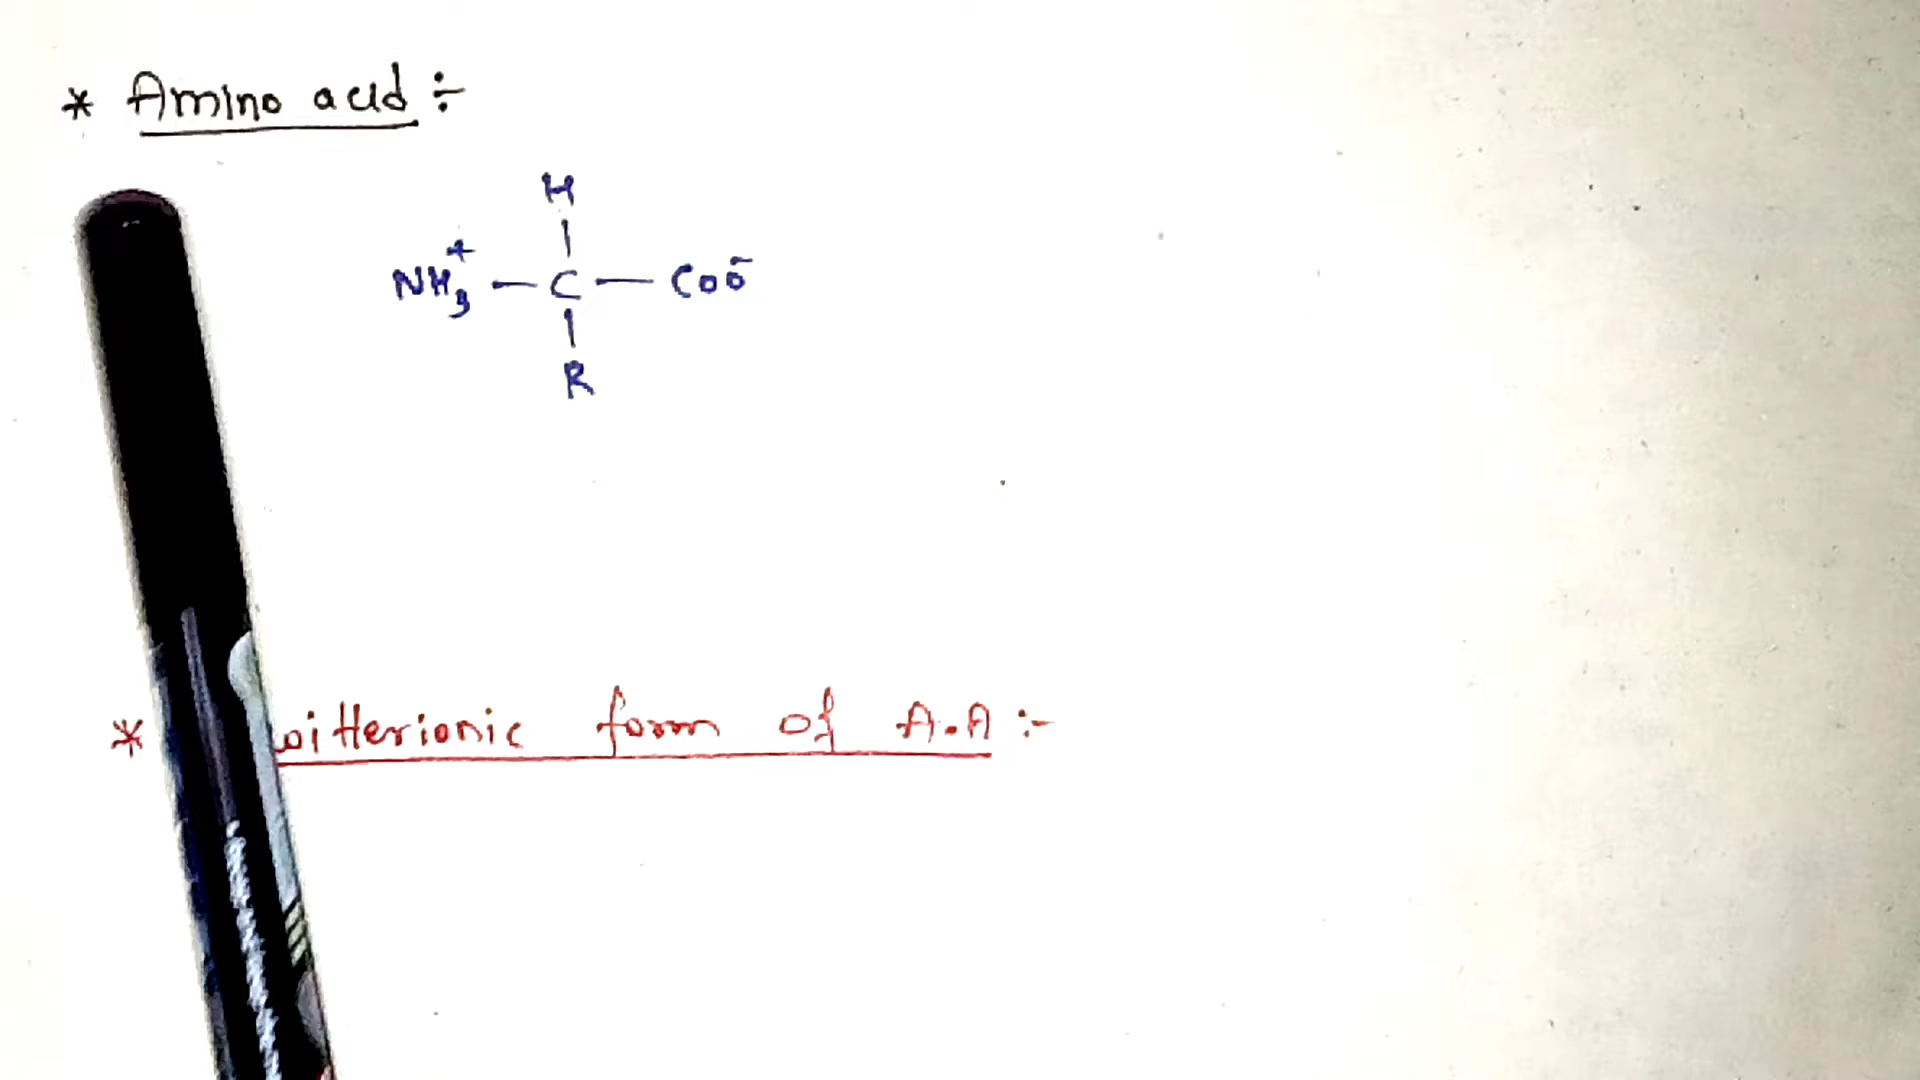 * Amino acid :-
H
NH₃⁺ — C — COO⁻
R
* witterionic form of A.A :-